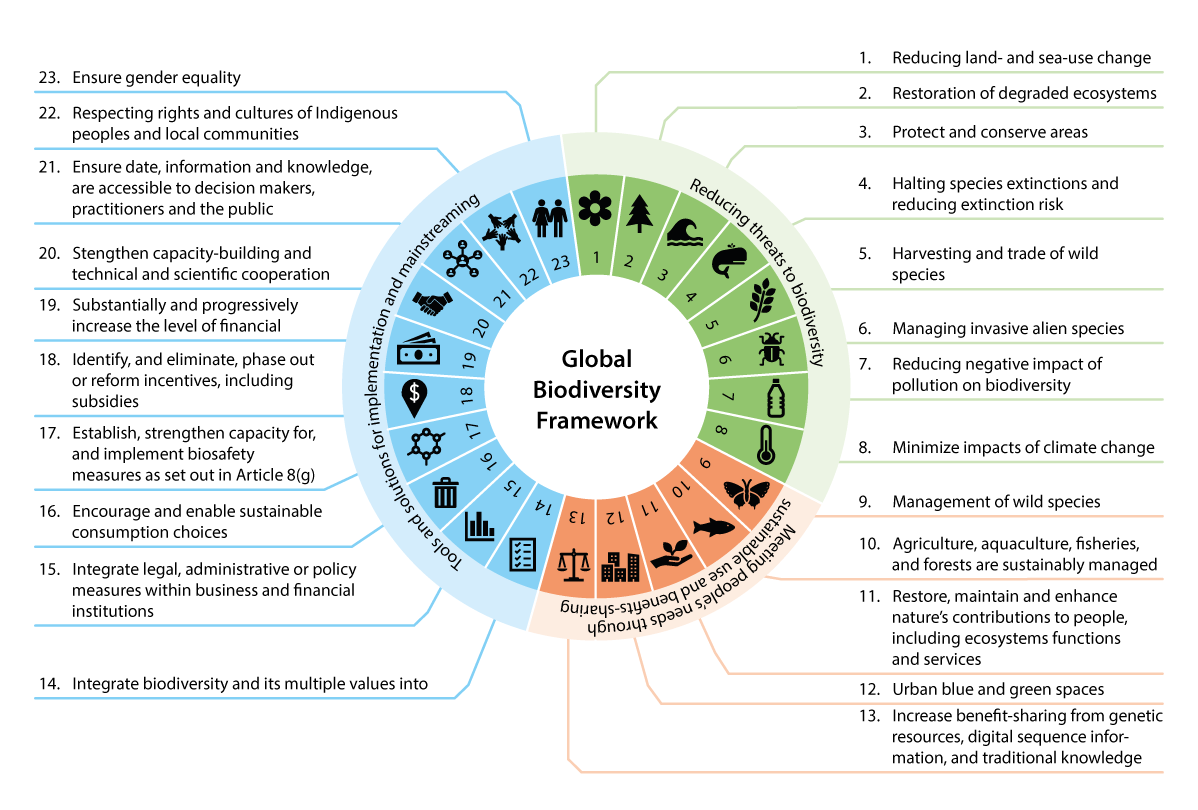 23. Ensure gender equality
22. Respecting rights and cultures of Indigenous
peoples and local communities
21. Ensure date, information and knowledge,
are accessible to decision makers,
practitioners and the public
20. Stengthen capacity-building and
technical and scientific cooperation
19. Substantially and progressively
increase the level of financial
18. Identify, and eliminate, phase out
or reform incentives, including
subsidies
17. Establish, strengthen capacity for,
and implement biosafety
measures as set out in Article 8(g)
16. Encourage and enable sustainable
consumption choices
15. Integrate legal, administrative or policy
measures within business and financial
institutions
14. Integrate biodiversity and its multiple values into
Tools and solutions for implementation and mainstreaming
Reducing threats to biodiversity
Meeting people's needs through
sustainable use and benefits-sharing
1
2
3
4
5
6
7
8
9
10
11
12
13
14
15
16
17
18
19
20
21
22
23
$
Global
Biodiversity
Framework
1. Reducing land- and sea-use change
2. Restoration of degraded ecosystems
3. Protect and conserve areas
4. Halting species extinctions and
reducing extinction risk
5. Harvesting and trade of wild
species
6. Managing invasive alien species
7. Reducing negative impact of
pollution on biodiversity
8. Minimize impacts of climate change
9. Management of wild species
10. Agriculture, aquaculture, fisheries,
and forests are sustainably managed
11. Restore, maintain and enhance
nature's contributions to people,
including ecosystems functions
and services
12. Urban blue and green spaces
13. Increase benefit-sharing from genetic
resources, digital sequence infor-
mation, and traditional knowledge